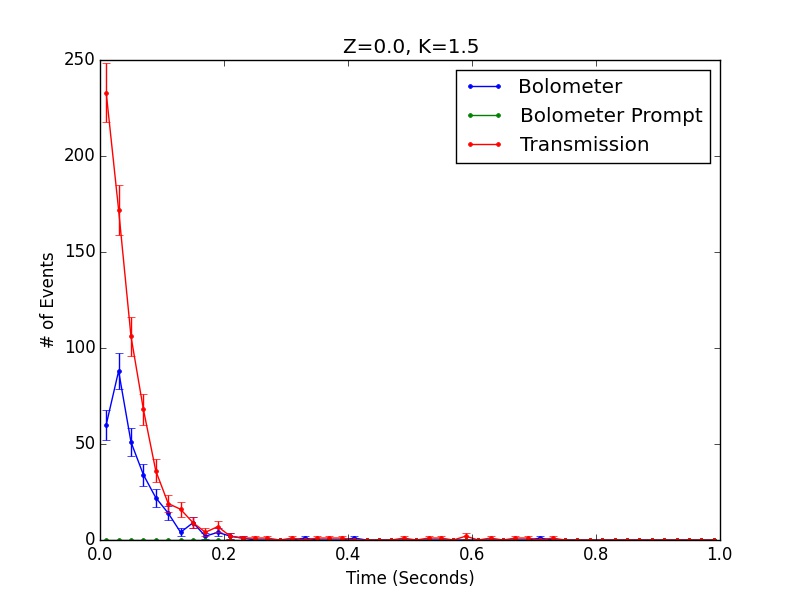 Z=0.0, K=1.5
250
200
150
100
50
0
# of Events
Bolometer
Bolometer Prompt
Transmission
0.0 0.2 0.4 0.6 0.8 1.0
Time (Seconds)